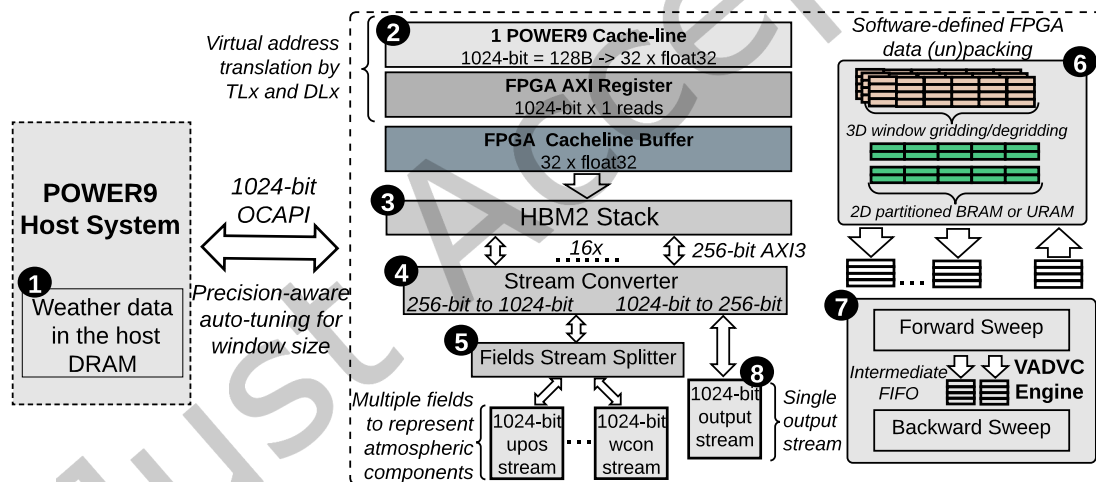 Virtual address
translation by
TLx and DLx
2
1 POWER9 Cache-line
1024-bit = 128B -> 32 x float32
FPGA AXI Register
1024-bit x 1 reads
FPGA Cacheline Buffer
32 x float32
3
HBM2 Stack
16x
256-bit AXI3
4
Stream Converter
256-bit to 1024-bit
1024-bit to 256-bit
5
Fields Stream Splitter
Multiple fields
to represent
atmospheric
components
1024-bit
upos
stream
1024-bit
wcon
stream
8
1024-bit
output
stream
Single
output
stream
POWER9
Host System
1
Weather data
in the host
DRAM
1024-bit
OCAPI
Precision-aware
auto-tuning for
window size
Software-defined FPGA
data (un)packing
6
3D window gridding/degridding
2D partitioned BRAM or URAM
7
Forward Sweep
Intermediate
FIFO
VADVC
Engine
Backward Sweep
Must Accep